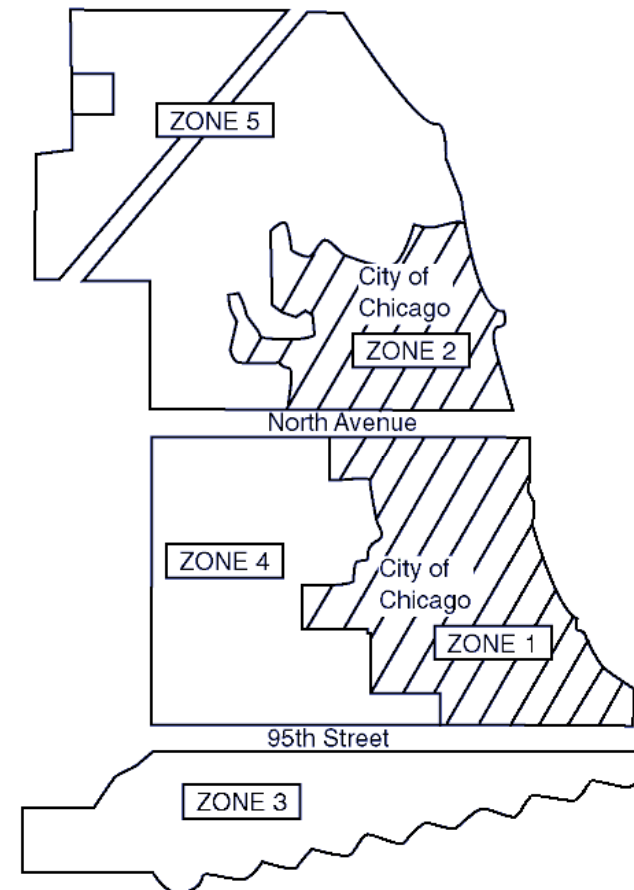 ZONE 5
City of
Chicago
ZONE 2
North Avenue
ZONE 4
City of
Chicago
ZONE 1
95th Street
ZONE 3